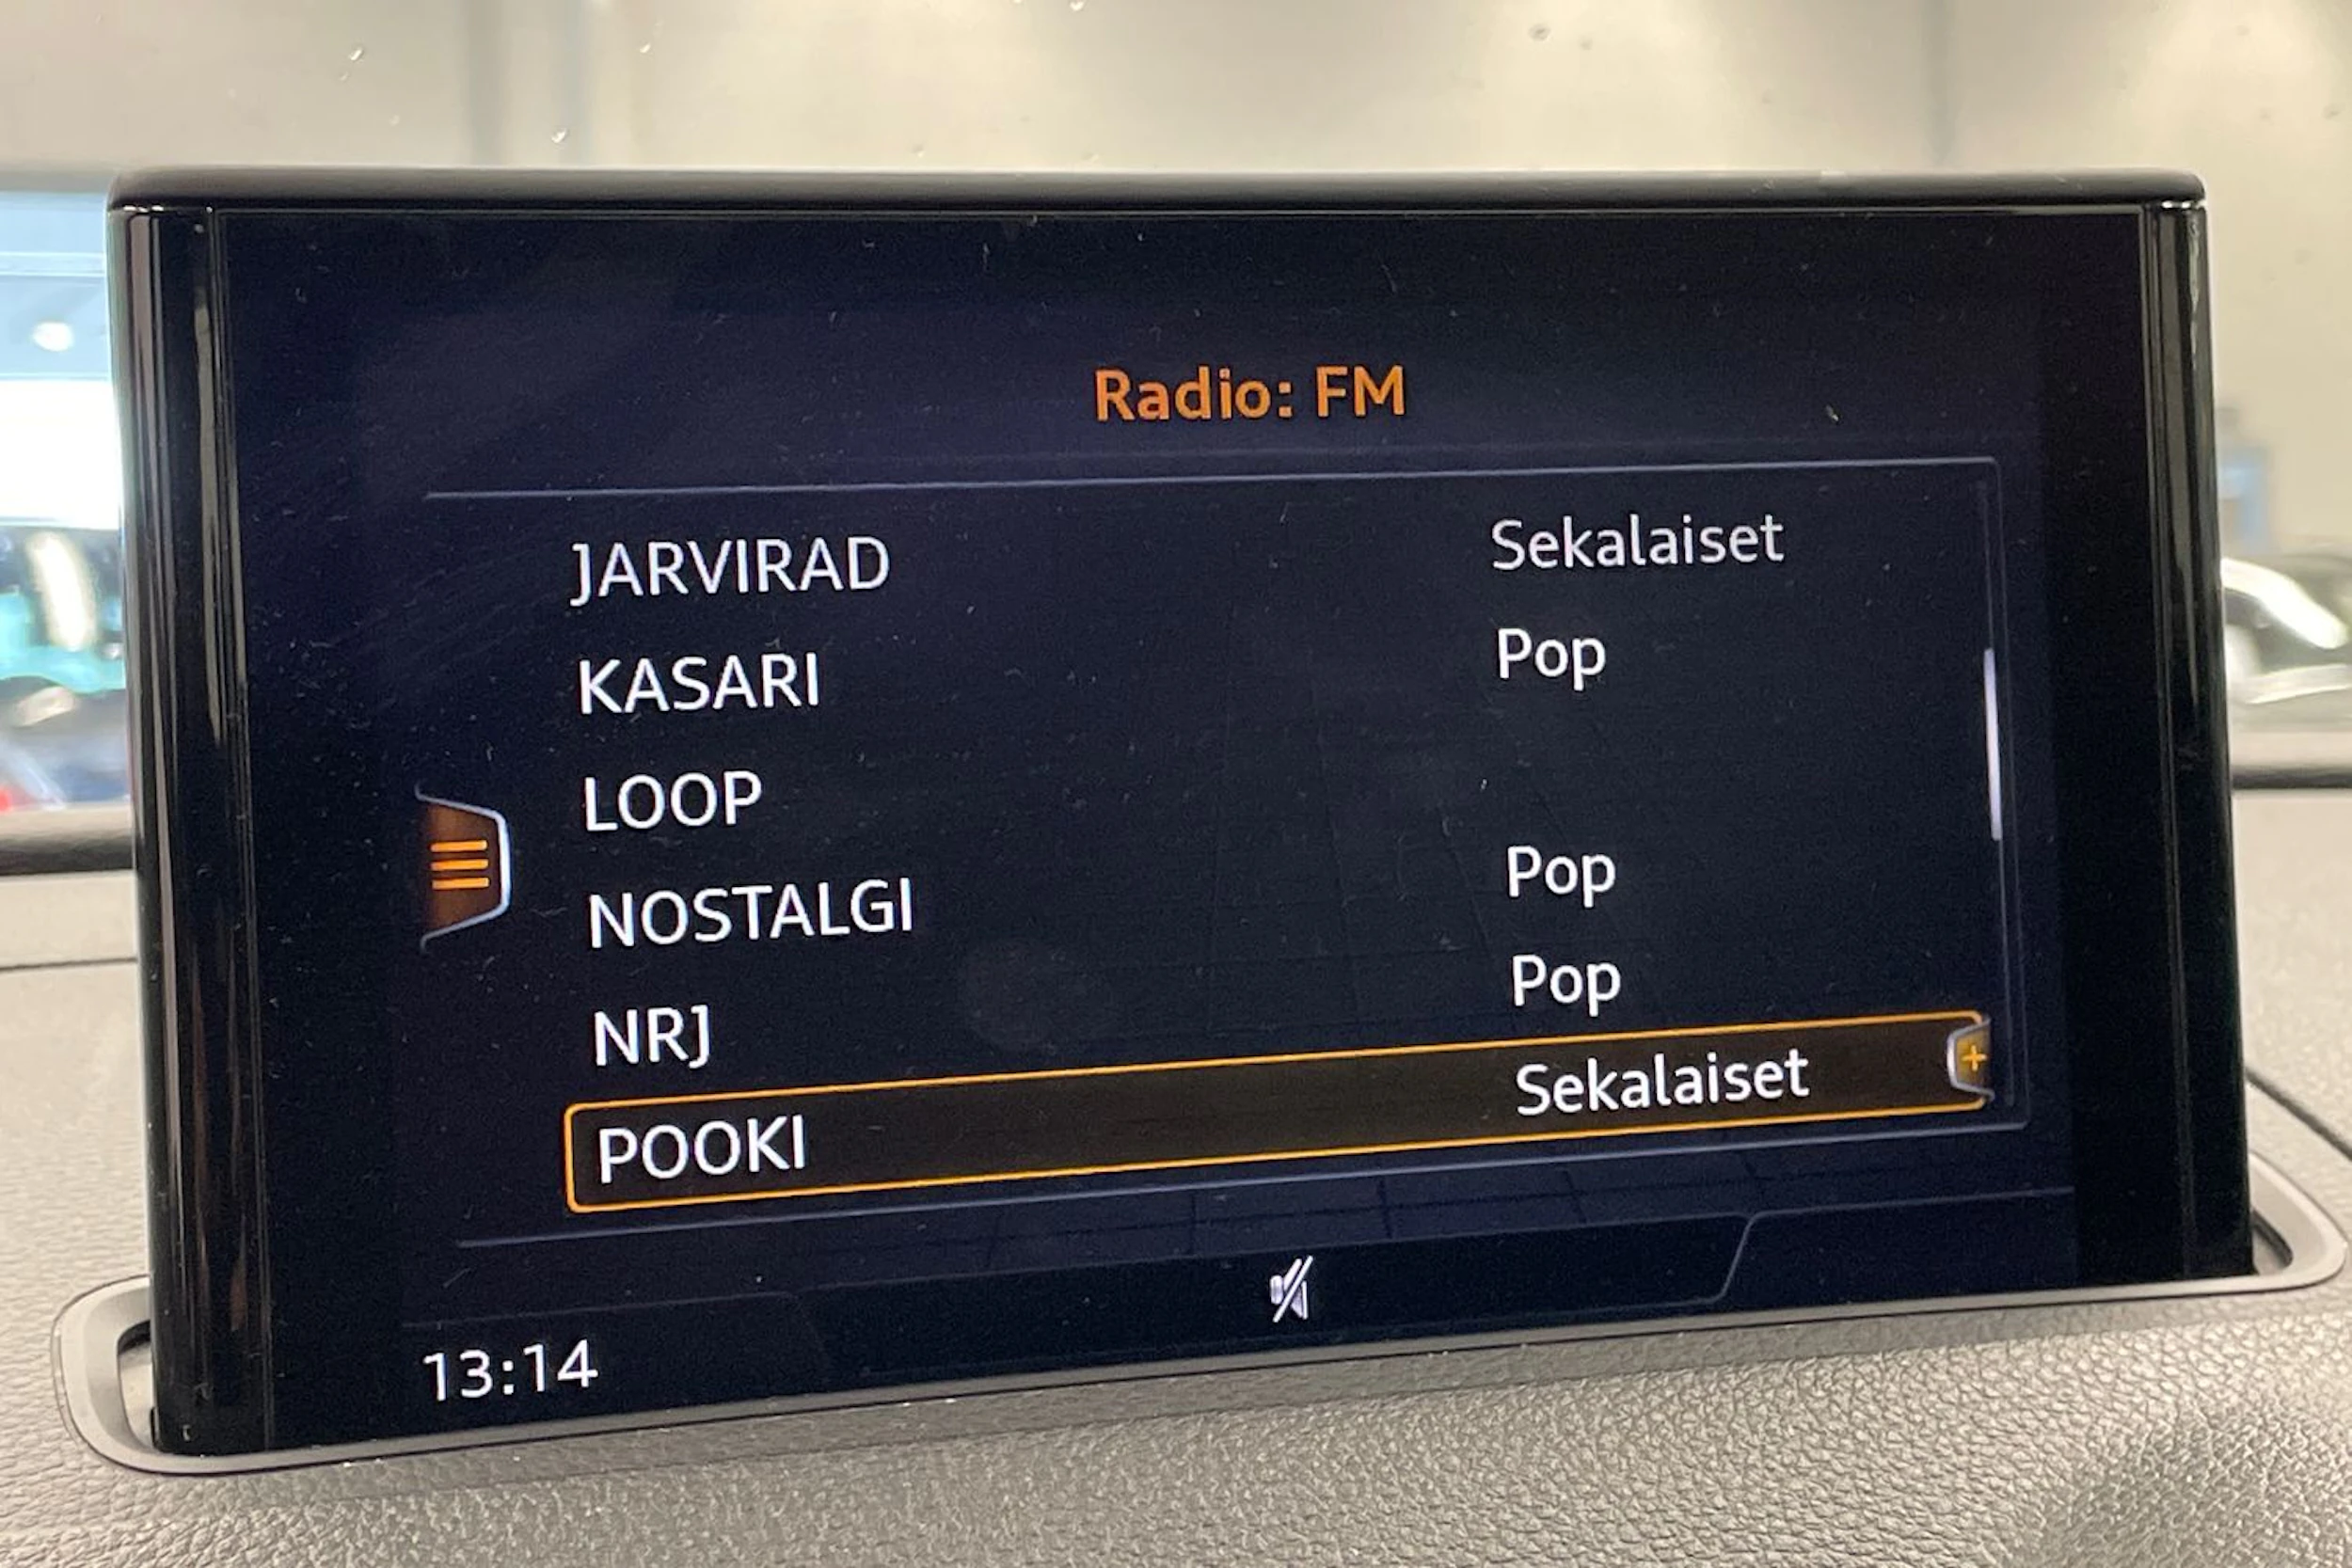 Radio: FM
JARVIRAD Sekalaiset
KASARI Pop
LOOP
NOSTALGI Pop
NRJ Pop
POOKI Sekalaiset
13:14